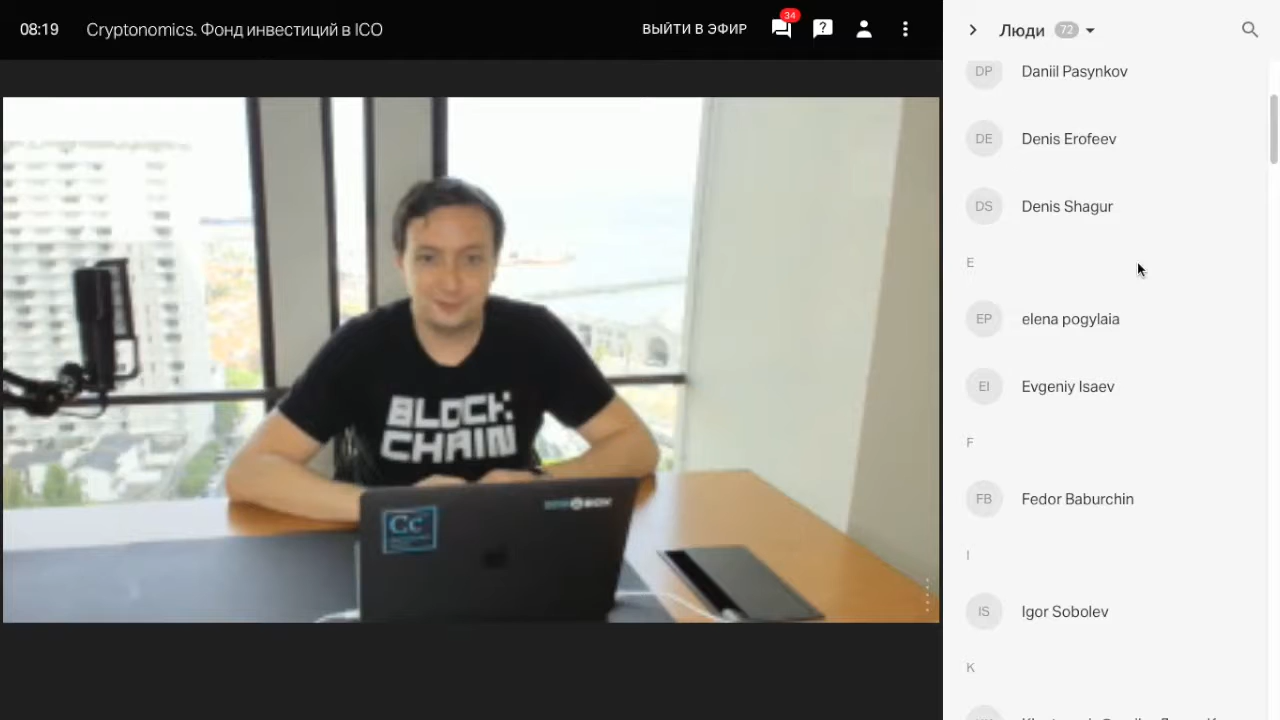 08:19 Cryptonomics. Фонд инвестиций в ICO ВЫЙТИ В ЭФИР 34 ?
Люди 72
DP Daniil Pasynkov
DE Denis Erofeev
DS Denis Shagur
E
EP elena pogylaia
EI Evgeniy Isaev
F
FB Fedor Baburchin
I
IS Igor Sobolev
K
BLOCK
CHAIN
Cc